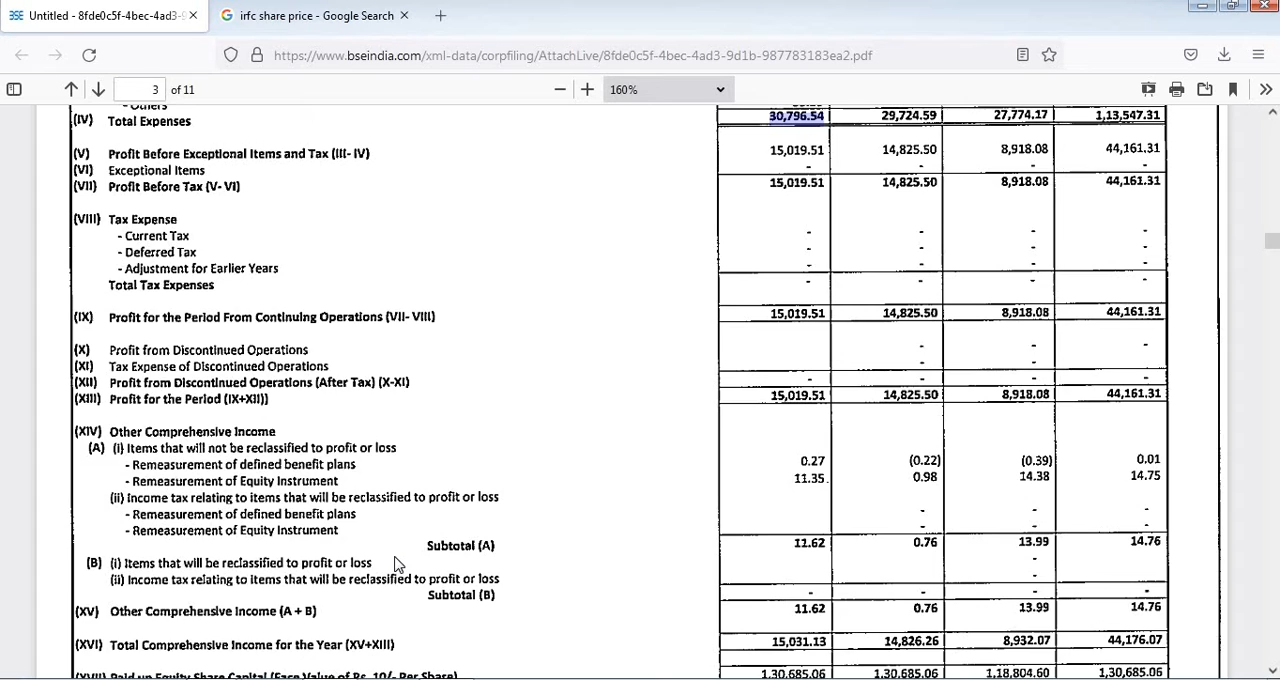 Untitled - 8fde0c5f-4bec-4ad3-9
irfc share price - Google Search
https://www.bseindia.com/xml-data/corpfiling/AttachLive/8fde0c5f-4bec-4ad3-9d1b-987783183ea2.pdf
3 of 11
160%
- Others
(IV) Total Expenses 30,796.54 29,724.59 27,774.17 1,13,547.31
(V) Profit Before Exceptional Items and Tax (III- IV) 15,019.51 14,825.50 8,918.08 44,161.31
(VI) Exceptional Items - - - -
(VII) Profit Before Tax (V- VI) 15,019.51 14,825.50 8,918.08 44,161.31
(VIII) Tax Expense
- Current Tax - - - -
- Deferred Tax - - - -
- Adjustment for Earlier Years - - - -
Total Tax Expenses - - - -
(IX) Profit for the Period From Continuing Operations (VII- VIII) 15,019.51 14,825.50 8,918.08 44,161.31
(X) Profit from Discontinued Operations - - -
(XI) Tax Expense of Discontinued Operations - -
(XII) Profit from Discontinued Operations (After Tax) (X-XI) - - - -
(XIII) Profit for the Period (IX+XII)) 15,019.51 14,825.50 8,918.08 44,161.31
(XIV) Other Comprehensive Income
(A) (i) Items that will not be reclassified to profit or loss
- Remeasurement of defined benefit plans 0.27 (0.22) (0.39) 0.01
- Remeasurement of Equity Instrument 11.35 0.98 14.38 14.75
(ii) Income tax relating to items that will be reclassified to profit or loss
- Remeasurement of defined benefit plans - - -
- Remeasurement of Equity Instrument - - -
Subtotal (A) 11.62 0.76 13.99 14.76
(B) (i) Items that will be reclassified to profit or loss -
(ii) Income tax relating to items that will be reclassified to profit or loss -
Subtotal (B) - - - -
(XV) Other Comprehensive Income (A + B) 11.62 0.76 13.99 14.76
(XVI) Total Comprehensive Income for the Year (XV+XIII) 15,031.13 14,826.26 8,932.07 44,176.07
(XVII) Paid up Equity Share Capital (Face Value of Rs. 10/- Per Share) 1,30,685.06 1,30,685.06 1,18,804.60 1,30,685.06